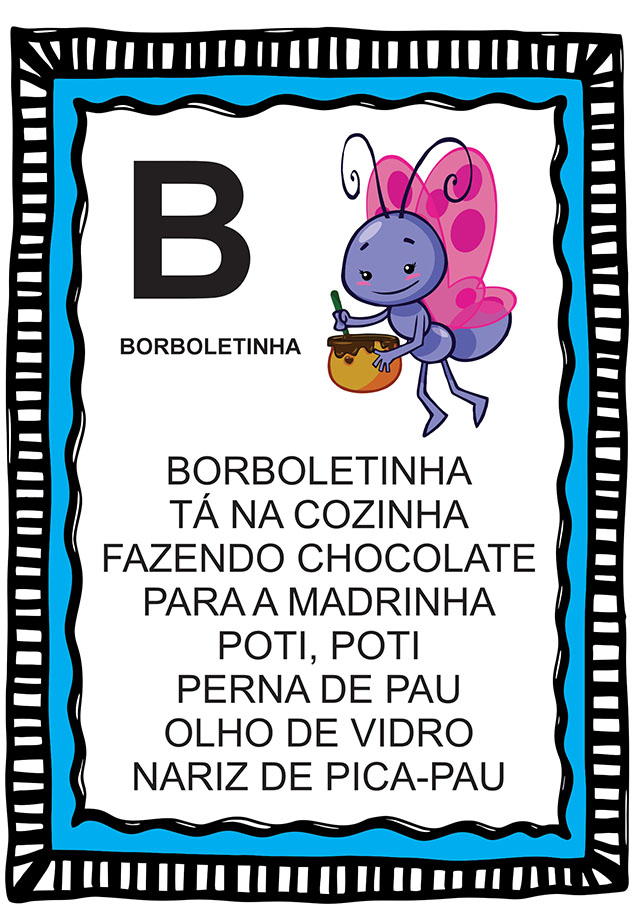 B
BORBOLETINHA
BORBOLETINHA
TÁ NA COZINHA
FAZENDO CHOCOLATE
PARA A MADRINHA
POTI, POTI
PERNA DE PAU
OLHO DE VIDRO
NARIZ DE PICA-PAU